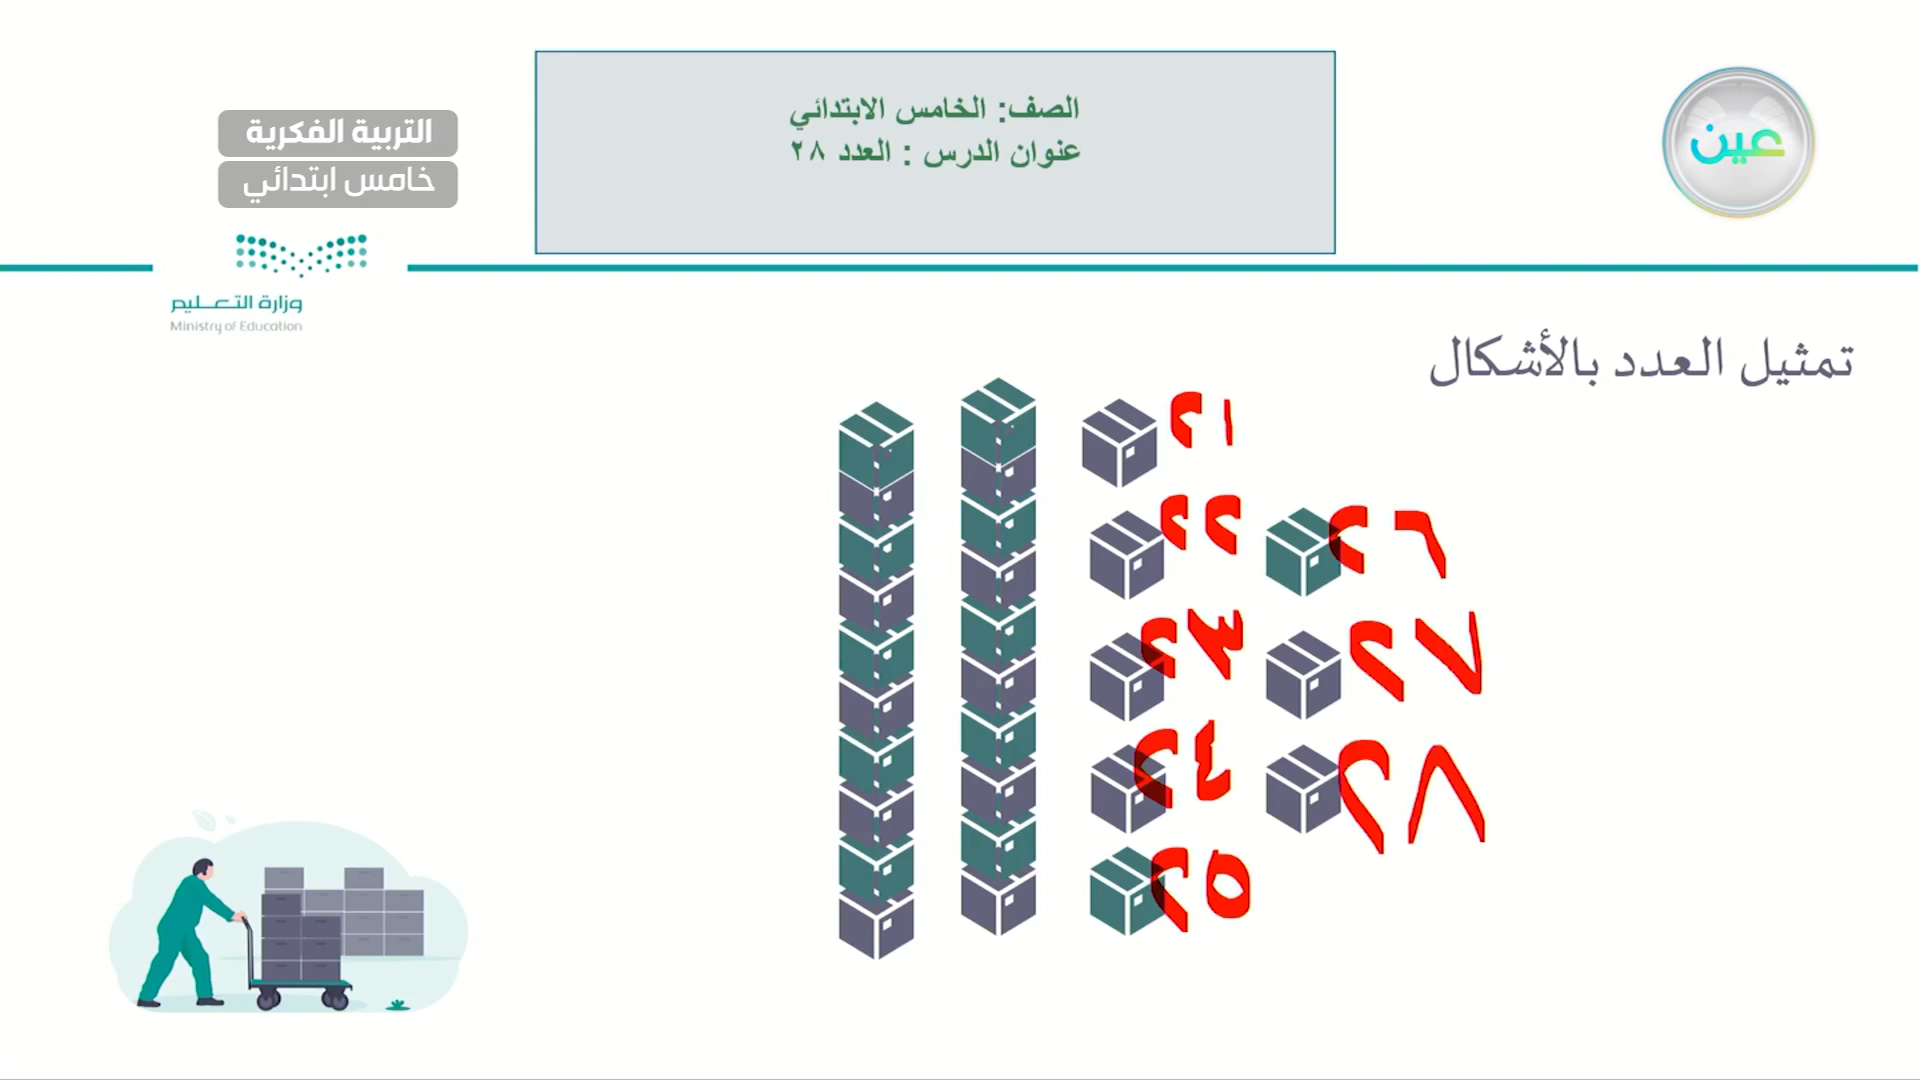 الصف: الخامس الابتدائي
عنوان الدرس : العدد ٢٨
عين
التربية الفكرية
خامس ابتدائي
وزارة التعليم
Ministry of Education
تمثيل العدد بالأشكال
٢١
٢٢
٢٦
٢٣
٢٧
٢٤
٢٨
٢٥